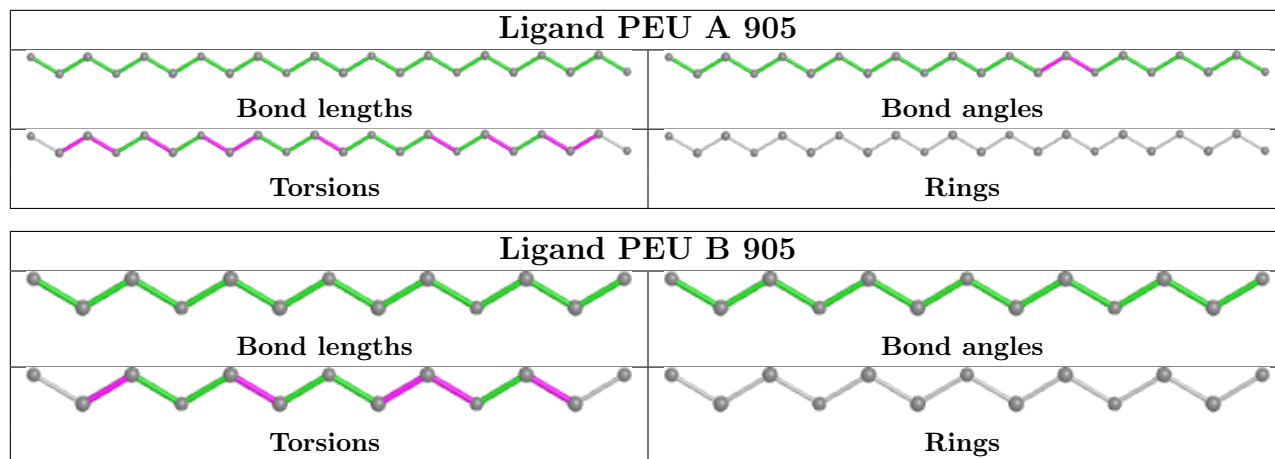 Ligand PEU A 905
Bond lengths
Bond angles
Torsions
Rings
Ligand PEU B 905
Bond lengths
Bond angles
Torsions
Rings